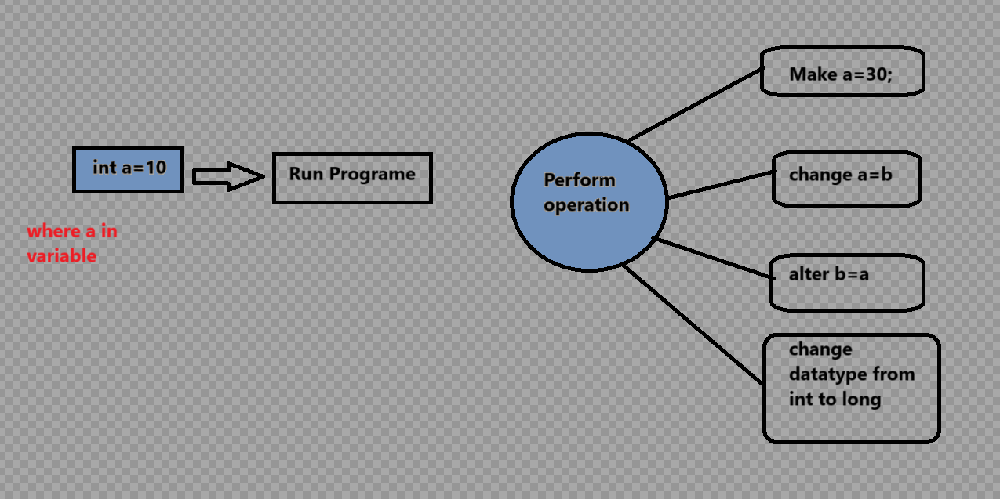 int a=10
where a in
variable
Run Programe
Perform
operation
Make a=30;
change a=b
alter b=a
change
datatype from
int to long